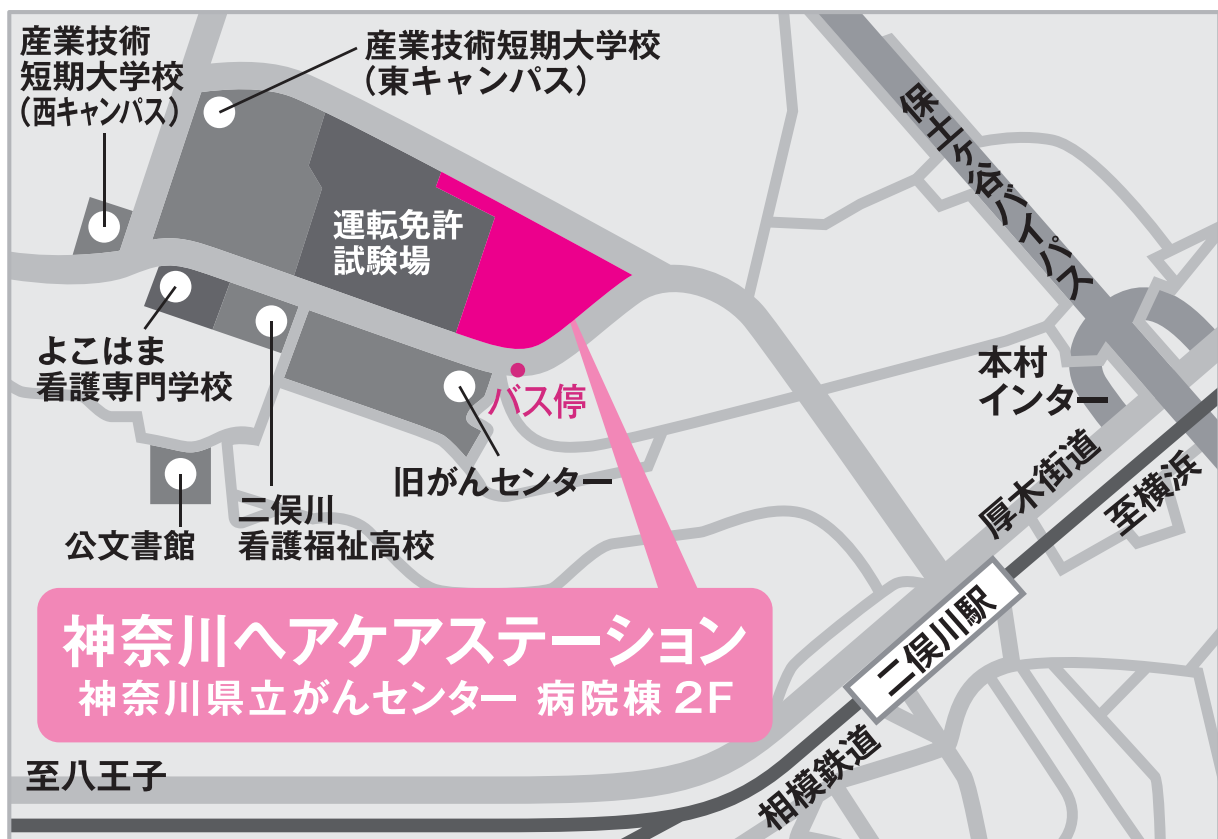 産業技術
短期大学校
(西キャンパス)
産業技術短期大学校
(東キャンパス)
保土ヶ谷バイパス
運転免許
試験場
よこはま
看護専門学校
バス停
本村
インター
旧がんセンター
公文書館
二俣川
看護福祉高校
厚木街道
至横浜
神奈川ヘアケアステーション
神奈川県立がんセンター 病院棟 2F
二俣川駅
至八王子
相模鉄道